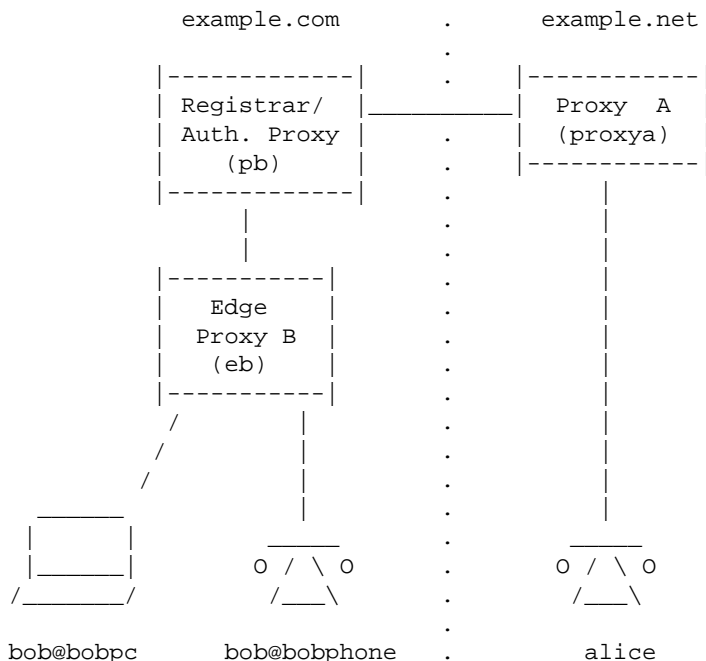 example.com . example.net
Registrar/ Proxy A
Auth. Proxy (proxya)
(pb)
Edge
Proxy B
(eb)
O / \ O O / \ O
bob@bobpc bob@bobphone alice